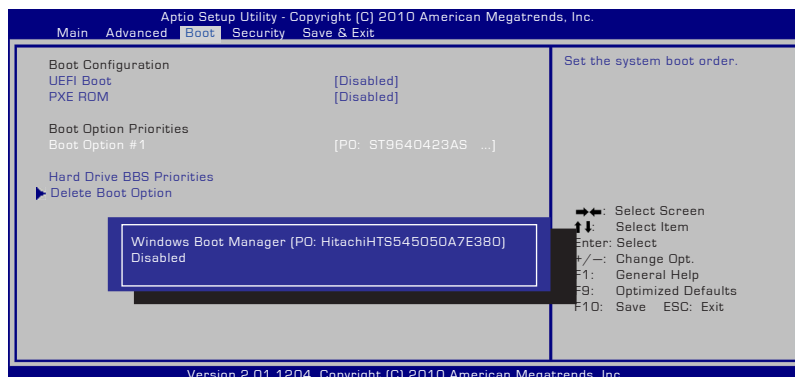 Aptio Setup Utility - Copyright (C) 2010 American Megatrends, Inc.
Main Advanced Boot Security Save & Exit
Boot Configuration
UEFI Boot [Disabled]
PXE ROM [Disabled]
Boot Option Priorities
Boot Option #1 [P0: ST9640423AS ...]
Hard Drive BBS Priorities
Delete Boot Option
Windows Boot Manager (P0: HitachiHTS545050A7E380)
Disabled
Set the system boot order.
: Select Screen
: Select Item
Enter: Select
+/—: Change Opt.
F1: General Help
F9: Optimized Defaults
F10: Save ESC: Exit
Version 2.01.1204. Copyright (C) 2010 American Megatrends, Inc.